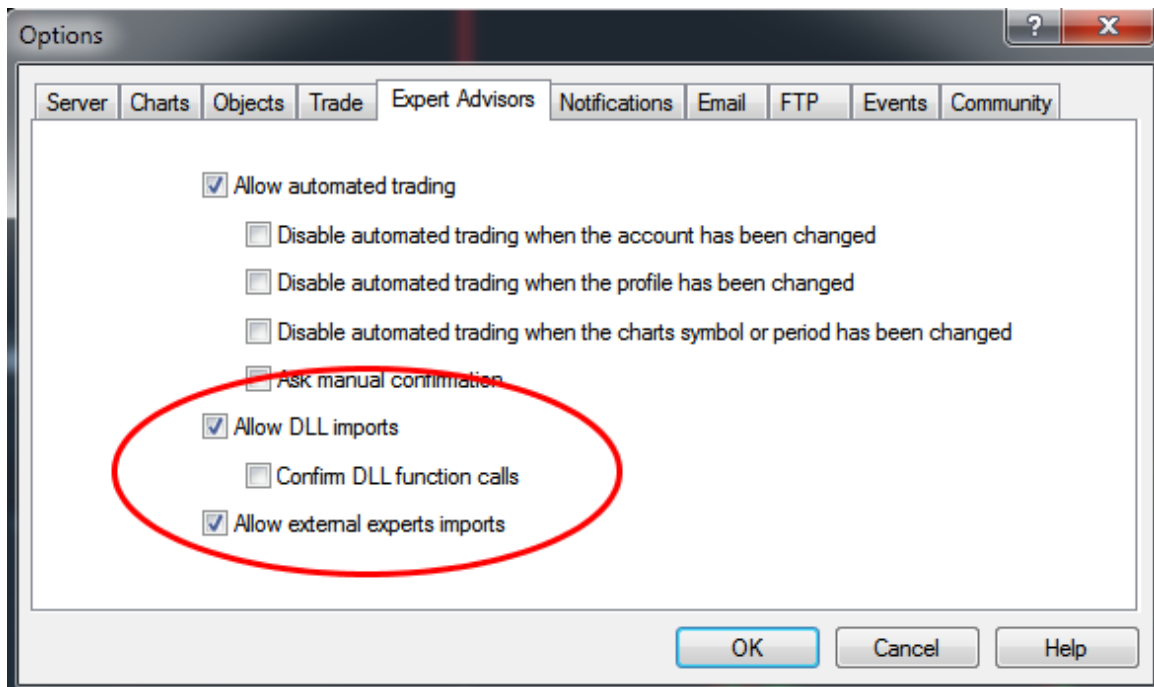 Options
Server Charts Objects Trade Expert Advisors Notifications Email FTP Events Community
Allow automated trading
Disable automated trading when the account has been changed
Disable automated trading when the profile has been changed
Disable automated trading when the charts symbol or period has been changed
Ask manual confirmation
Allow DLL imports
Confirm DLL function calls
Allow external experts imports
OK Cancel Help